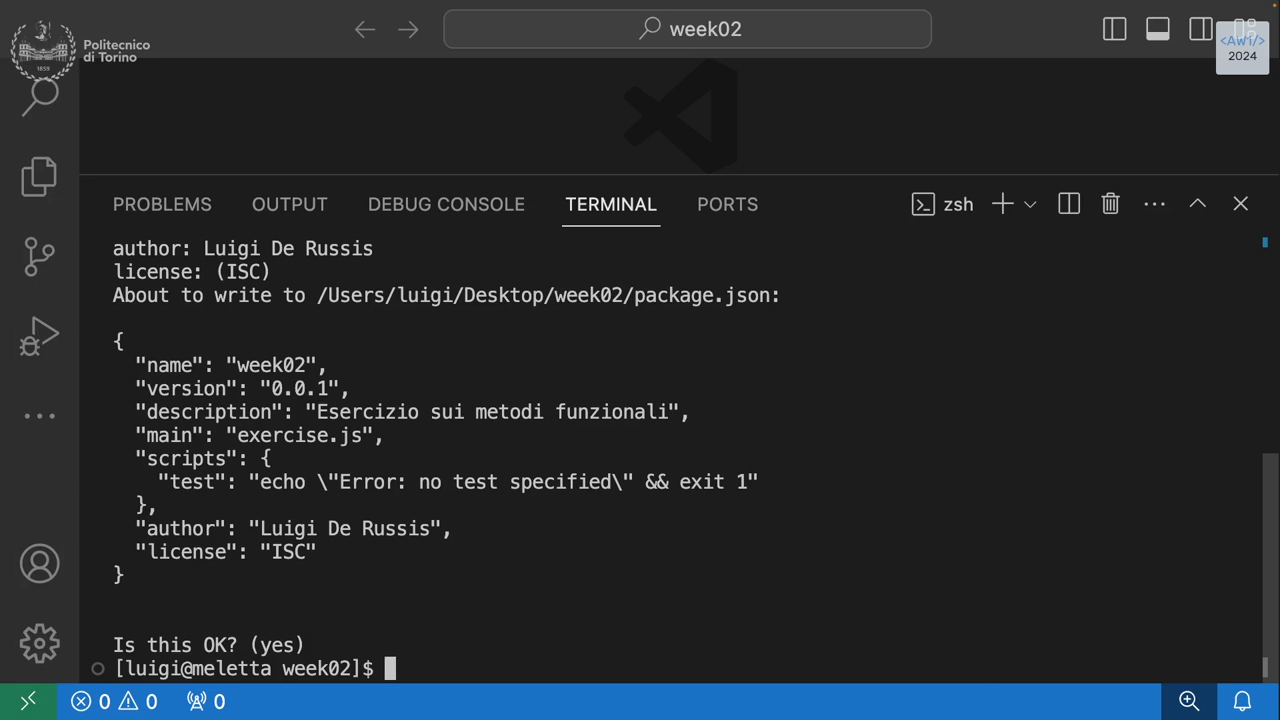 week02
Politecnico
di Torino
1859
<AW1/>
2024
PROBLEMS OUTPUT DEBUG CONSOLE TERMINAL PORTS zsh
author: Luigi De Russis
license: (ISC)
About to write to /Users/luigi/Desktop/week02/package.json:
{
"name": "week02",
"version": "0.0.1",
"description": "Esercizio sui metodi funzionali",
"main": "exercise.js",
"scripts": {
"test": "echo \"Error: no test specified\" && exit 1"
},
"author": "Luigi De Russis",
"license": "ISC"
}
Is this OK? (yes)
[luigi@meletta week02]$
0 0 0